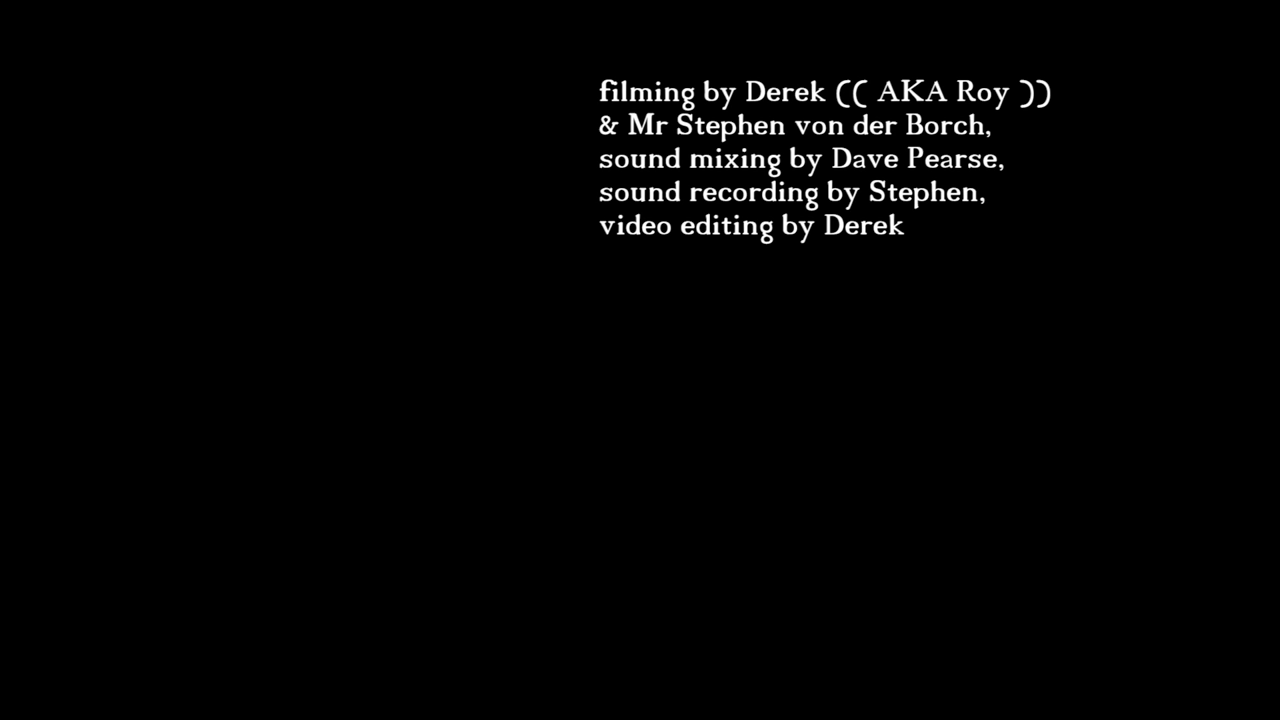 filming by Derek (( AKA Roy ))
& Mr Stephen von der Borch,
sound mixing by Dave Pearse,
sound recording by Stephen,
video editing by Derek